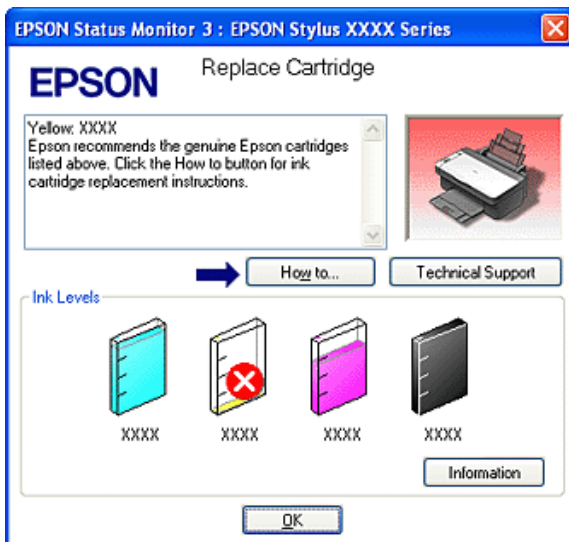 EPSON Status Monitor 3 : EPSON Stylus XXXX Series
EPSON
Replace Cartridge
Yellow: XXXX
Epson recommends the genuine Epson cartridges
listed above. Click the How to button for ink
cartridge replacement instructions.
How to...
Technical Support
Ink Levels
XXXX
XXXX
XXXX
XXXX
Information
OK